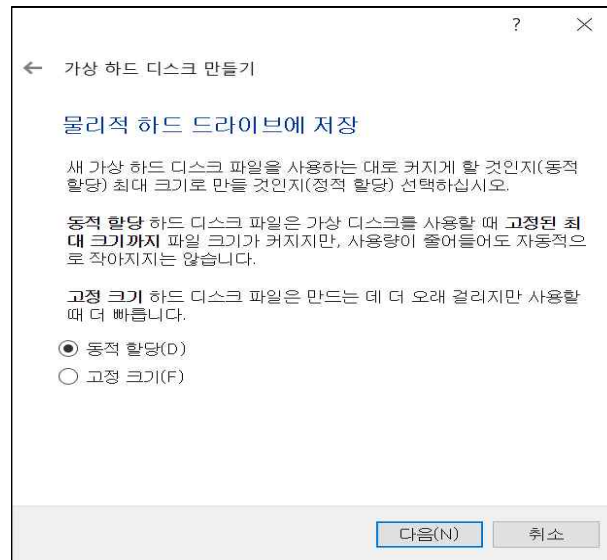 ?
가상 하드 디스크 만들기
물리적 하드 드라이브에 저장
새 가상 하드 디스크 파일을 사용하는 대로 커지게 할 것인지(동적
할당) 최대 크기로 만들 것인지(정적 할당) 선택하십시오.
동적 할당 하드 디스크 파일은 가상 디스크를 사용할 때 고정된 최
대 크기까지 파일 크기가 커지지만, 사용량이 줄어들어도 자동적으
로 작아지지는 않습니다.
고정 크기 하드 디스크 파일은 만드는 데 더 오래 걸리지만 사용할
때 더 빠릅니다.
동적 할당(D)
고정 크기(F)
다음(N) 취소